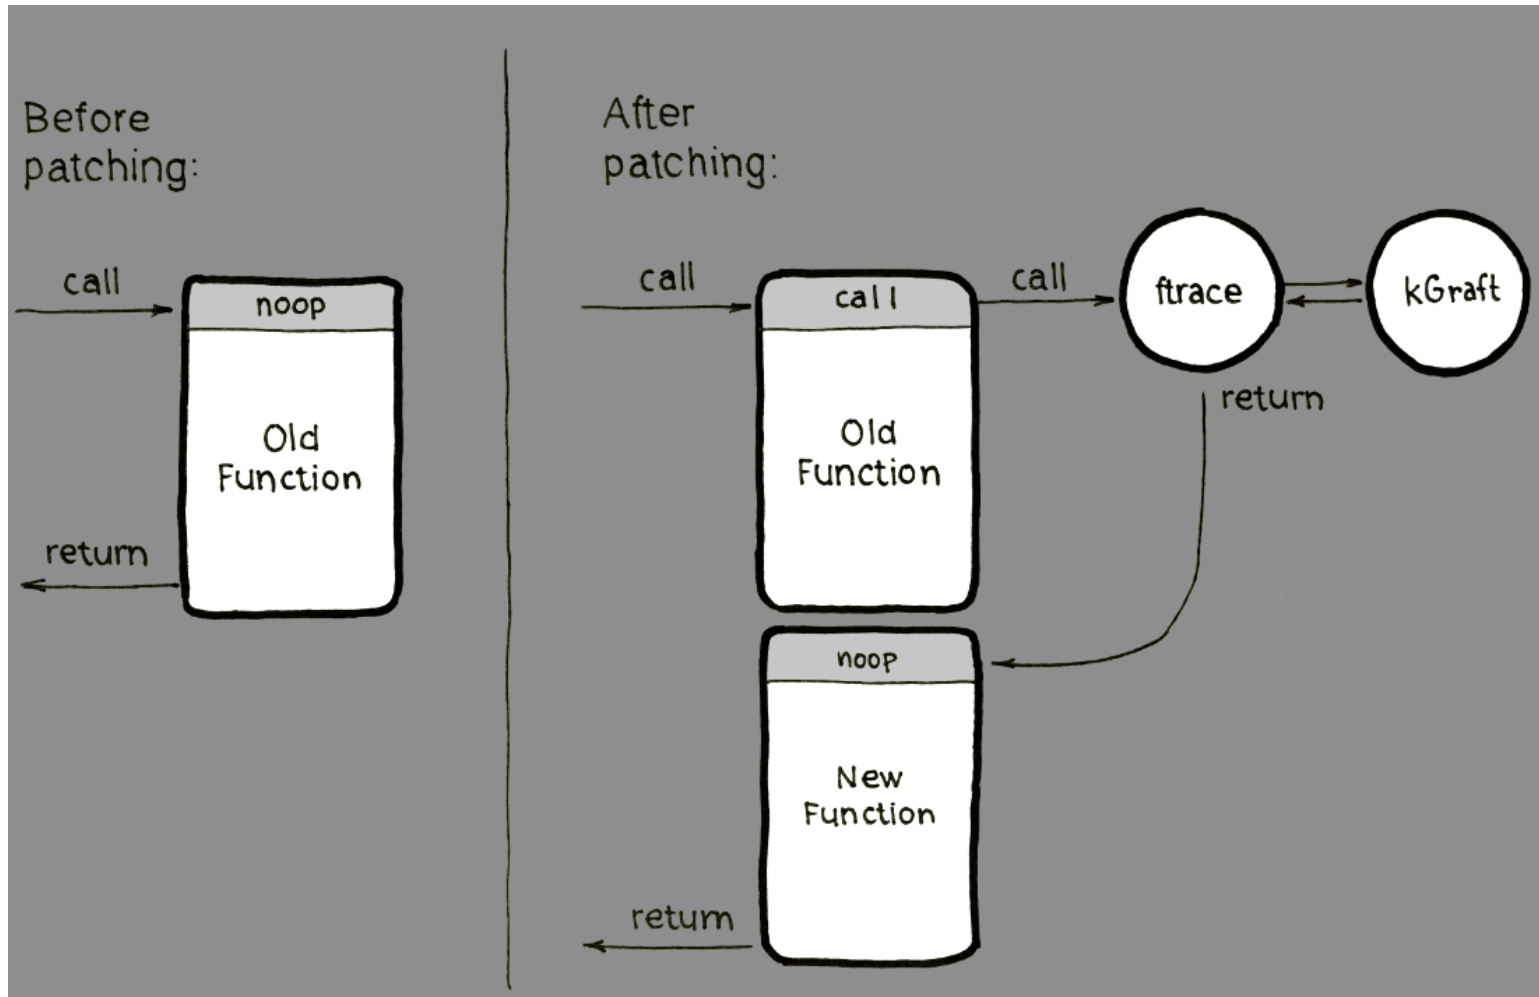 Before
patching:
call
noop
Old
Function
return
After
patching:
call
call
call
ftrace
kGraft
return
Old
Function
noop
New
Function
return